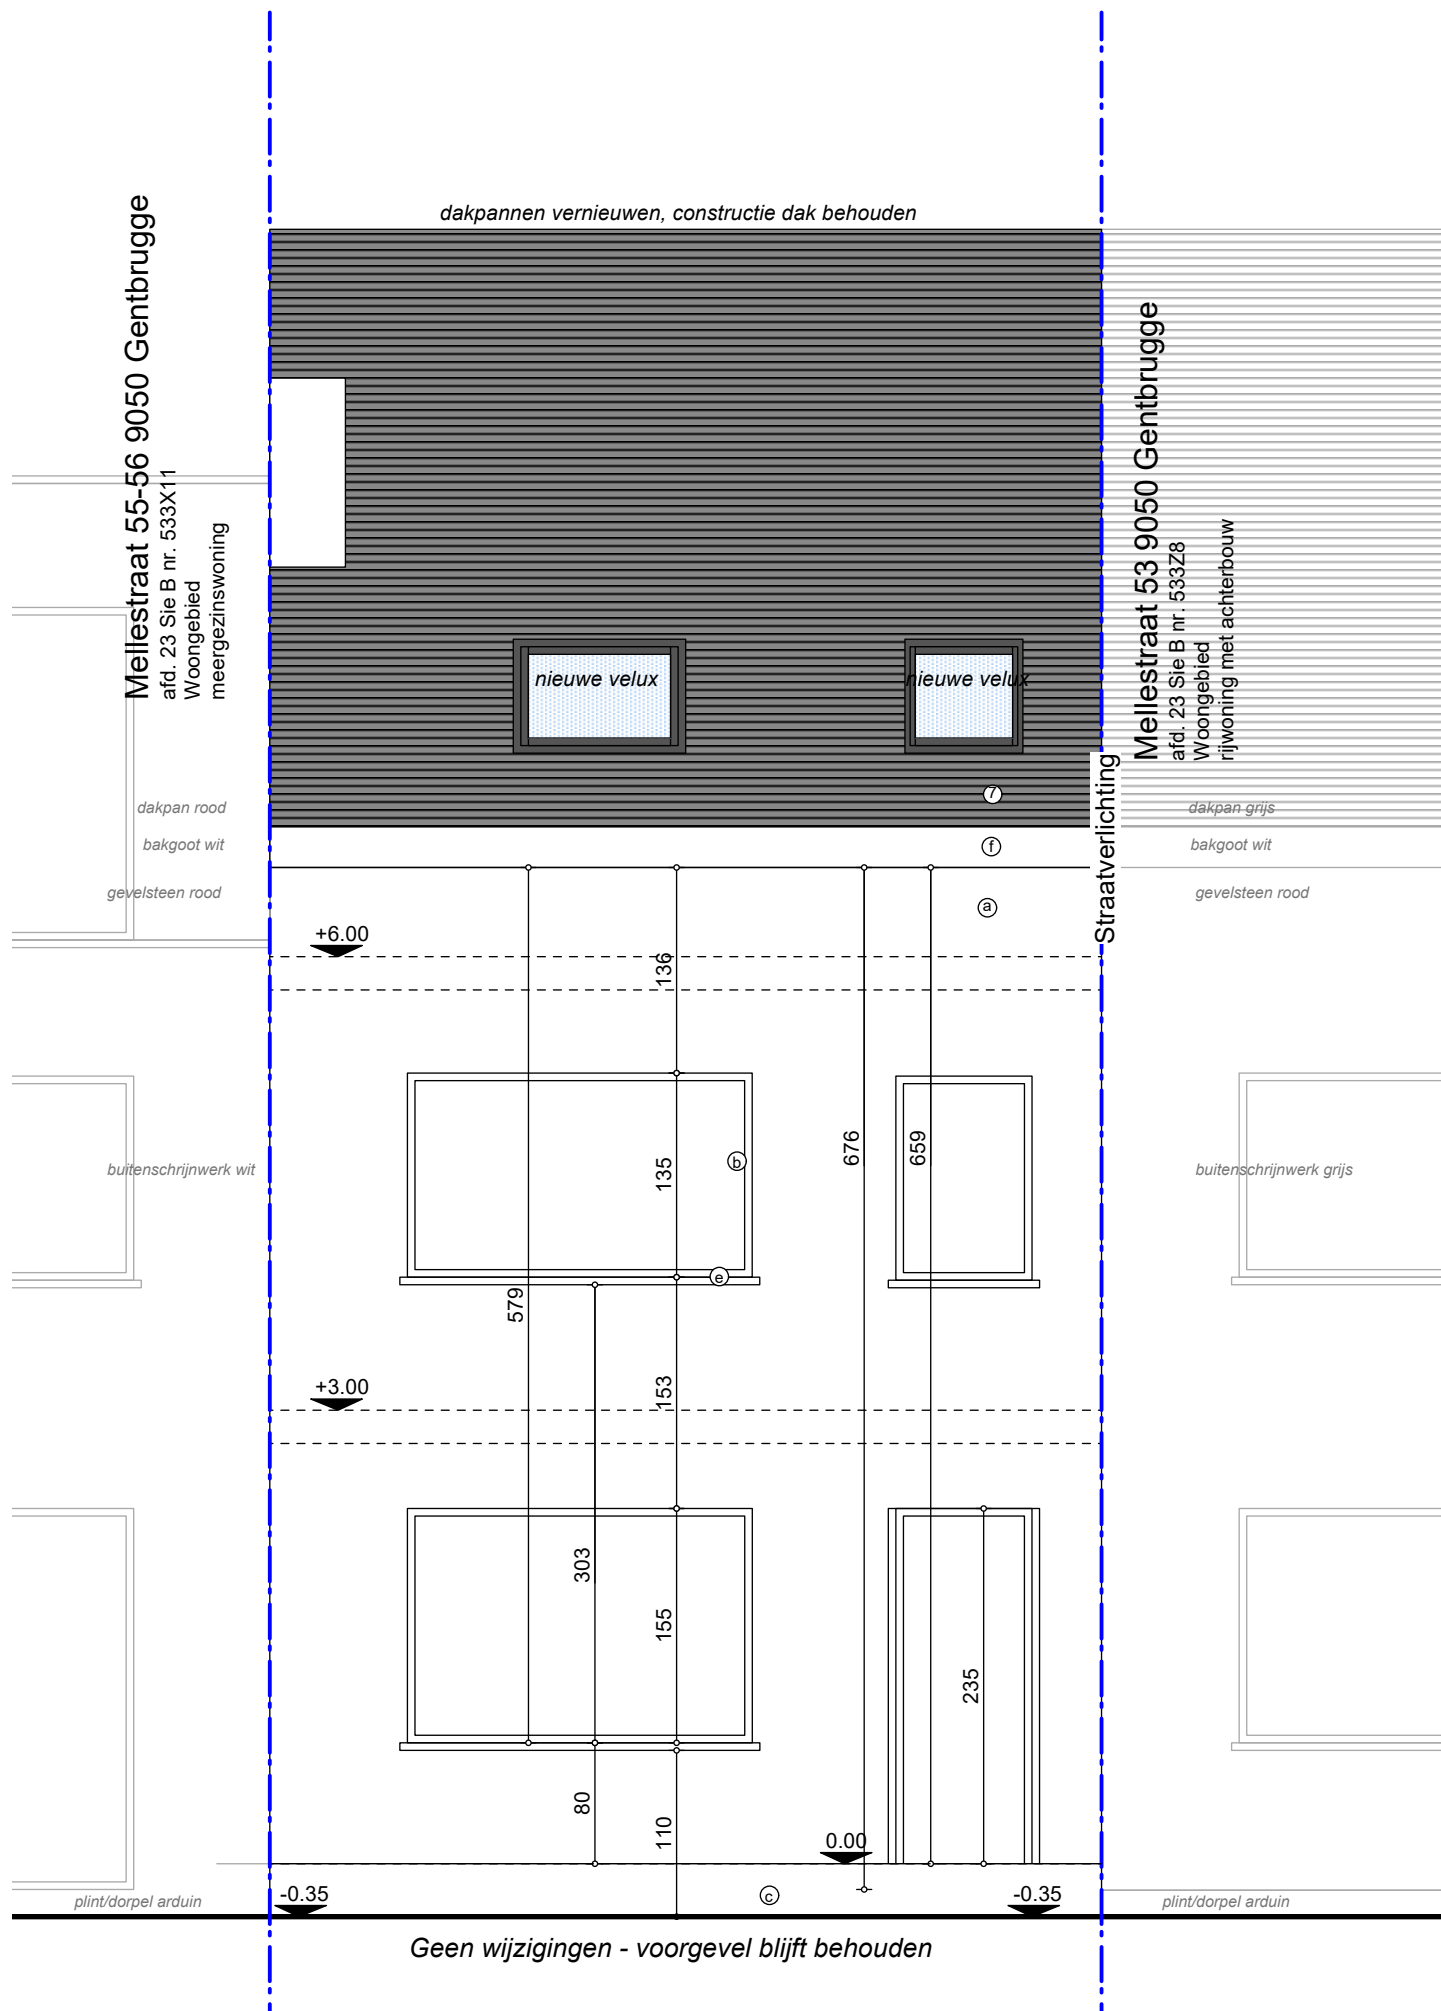 dakpannen vernieuwen, constructie dak behouden
Mellestraat 55-56 9050 Gentbrugge
afd. 23 Sie B nr. 533X11
Woongebied
meergezinswoning
Mellestraat 53 9050 Gentbrugge
afd. 23 Sie B nr. 533Z8
Woongebied
rijwoning met achterbouw
nieuwe velux
nieuwe velux
Straatverlichting
7
dakpan rood
dakpan grijs
bakgoot wit
f
bakgoot wit
gevelsteen rood
a
gevelsteen rood
+6.00
136
buitenschrijnwerk wit
b
135
676
659
buitenschrijnwerk grijs
e
579
+3.00
153
303
155
235
80
110
0.00
plint/dorpel arduin
-0.35
c
-0.35
plint/dorpel arduin
Geen wijzigingen - voorgevel blijft behouden